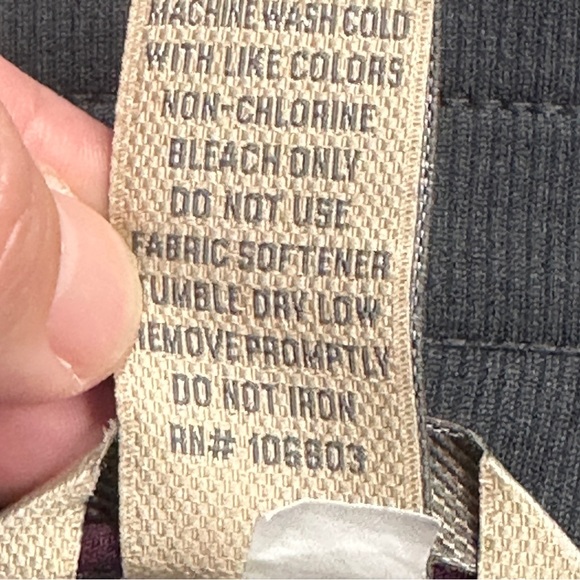 MACHINE WASH COLD
WITH LIKE COLORS
NON-CHLORINE
BLEACH ONLY
DO NOT USE
FABRIC SOFTENER
TUMBLE DRY LOW
REMOVE PROMPTLY
DO NOT IRON
RN# 106603